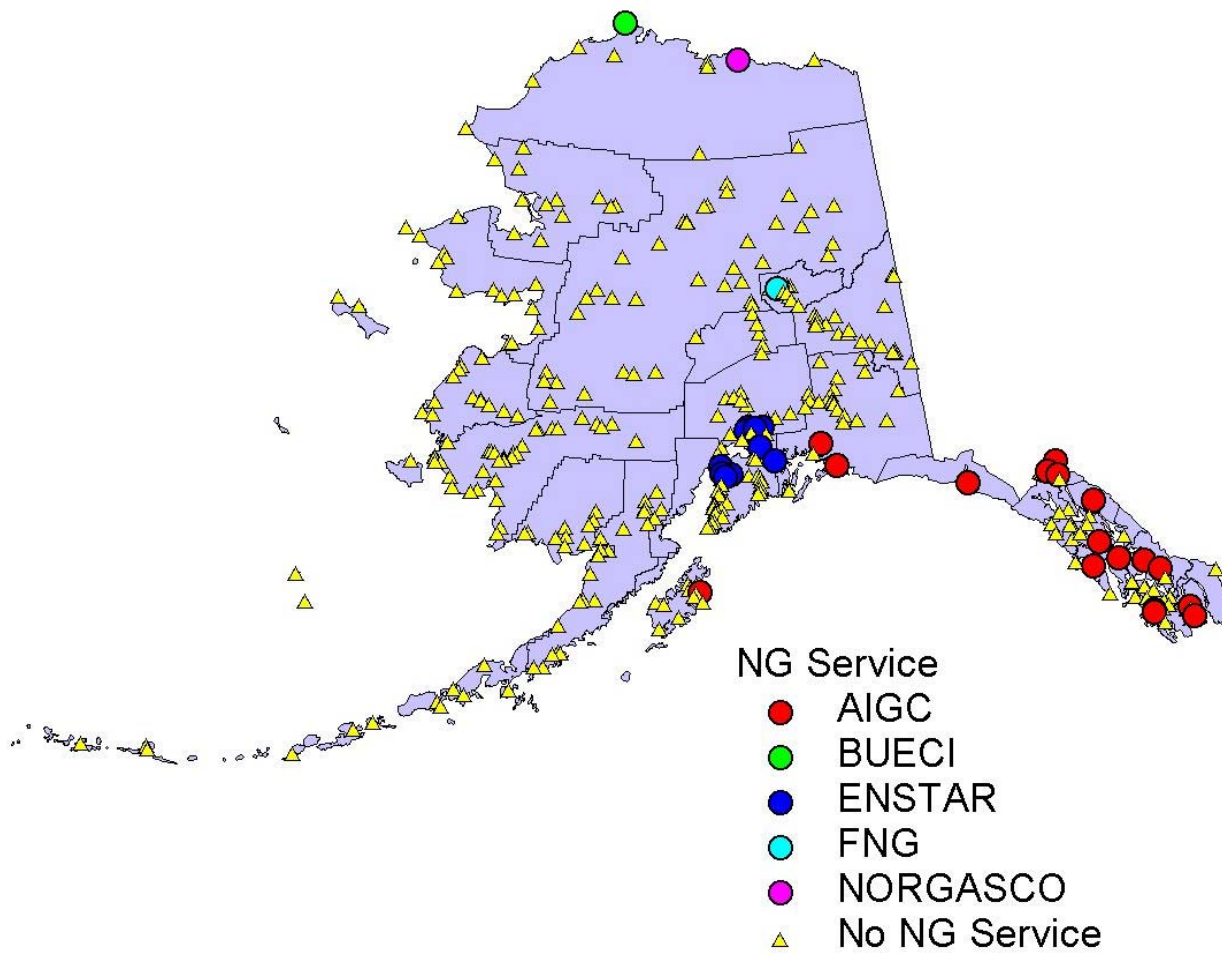 NG Service
AIGC
BUECI
ENSTAR
FNG
NORGASCO
No NG Service